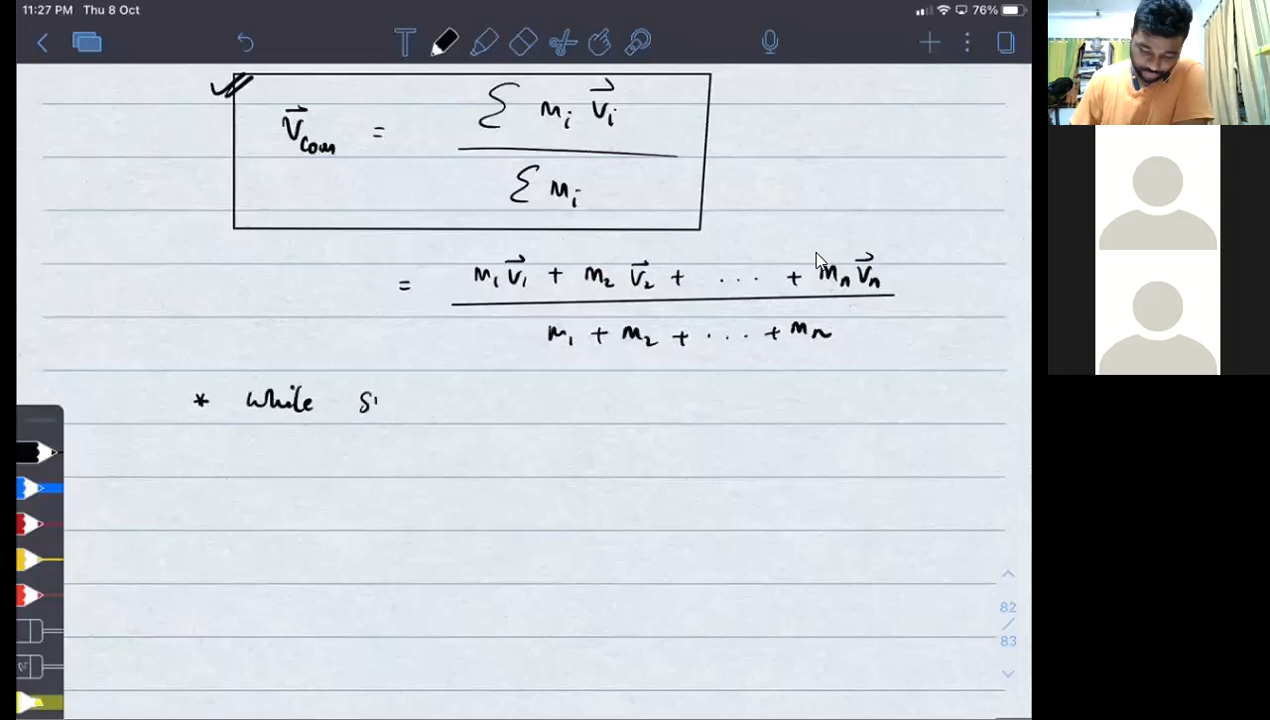 11:27 PM Thu 8 Oct 76%
T
V⃗com = Σ mᵢ v⃗ᵢ
Σ mᵢ
= m₁v⃗₁ + m₂ v⃗₂ + .... + mₙv⃗ₙ
m₁ + m₂ + ... + mₙ
* While
82
/
83